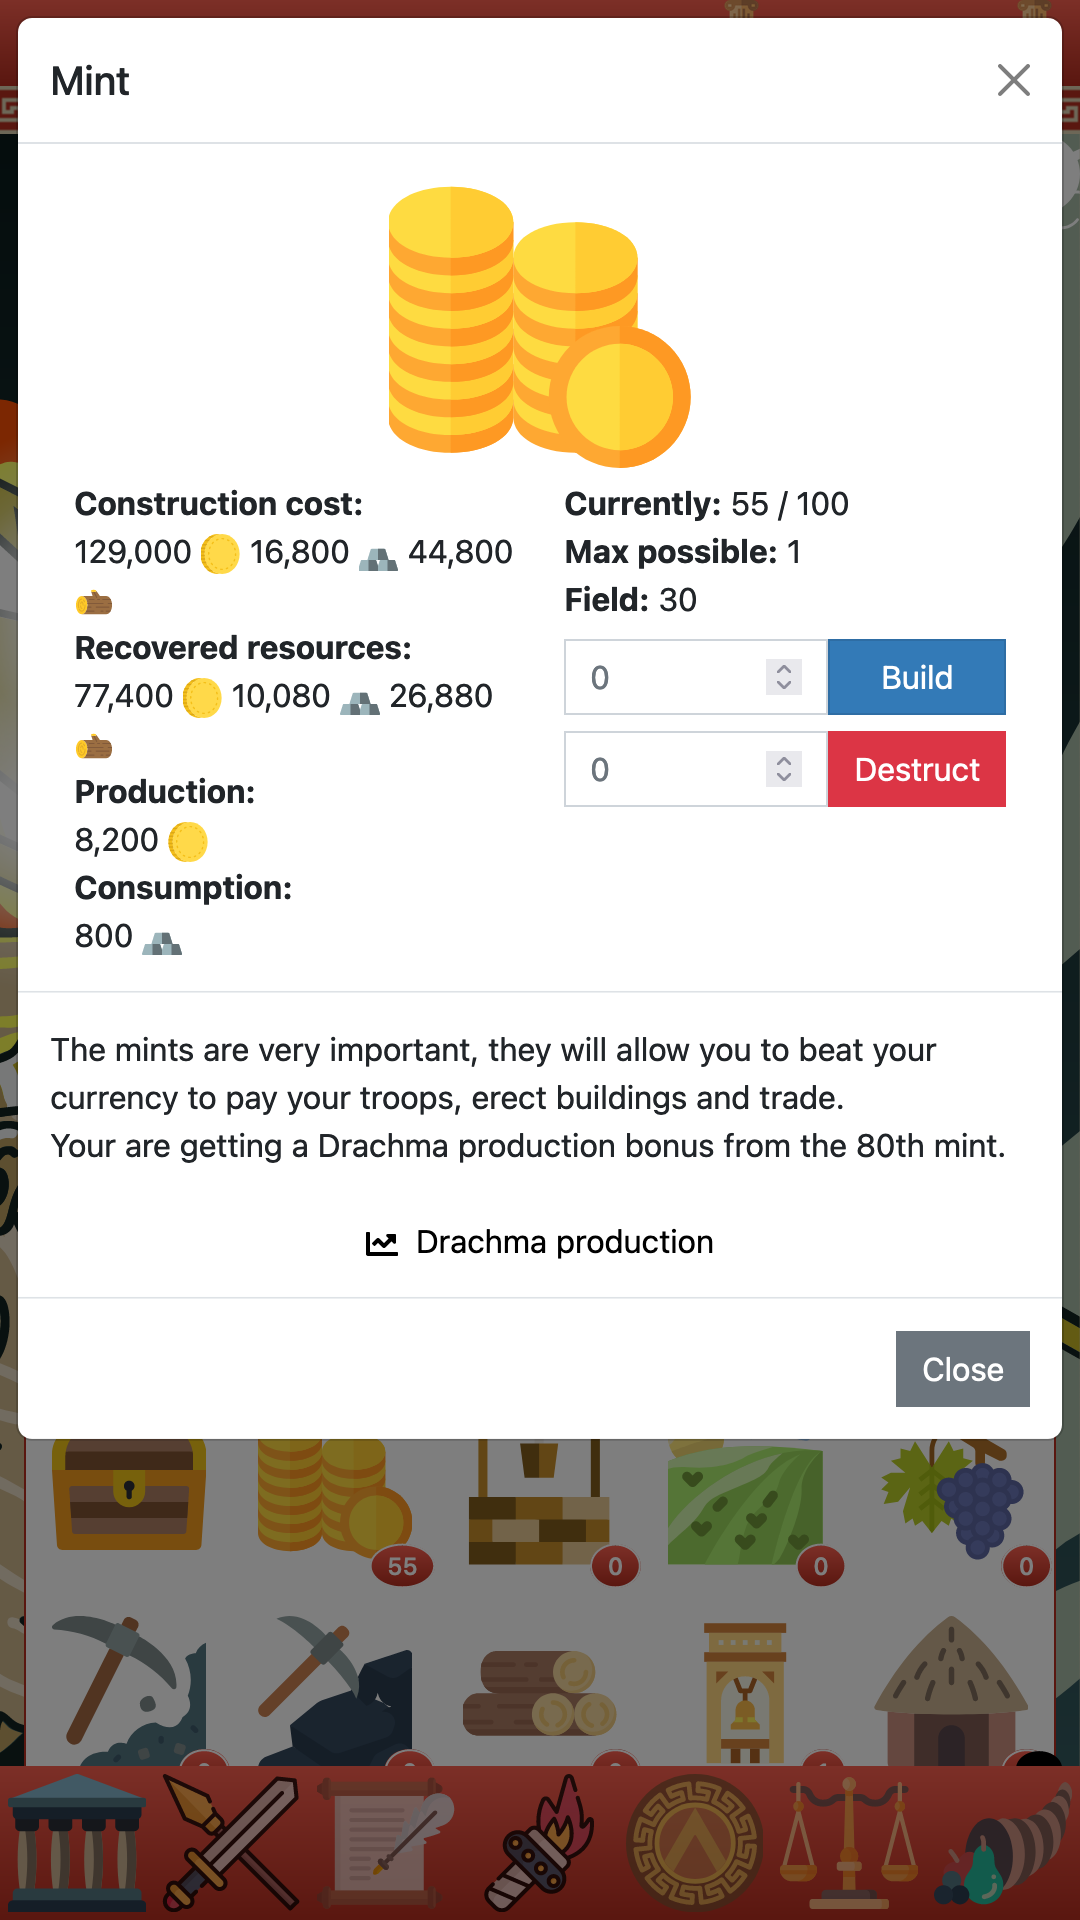 Mint
Construction cost:
129,000 16,800 44,800
Recovered resources:
77,400 10,080 26,880
Production:
8,200
Consumption:
800
Currently: 55 / 100
Max possible: 1
Field: 30
0 Build
0 Destruct
The mints are very important, they will allow you to beat your
currency to pay your troops, erect buildings and trade.
Your are getting a Drachma production bonus from the 80th mint.
Drachma production
Close
55 0 0 0